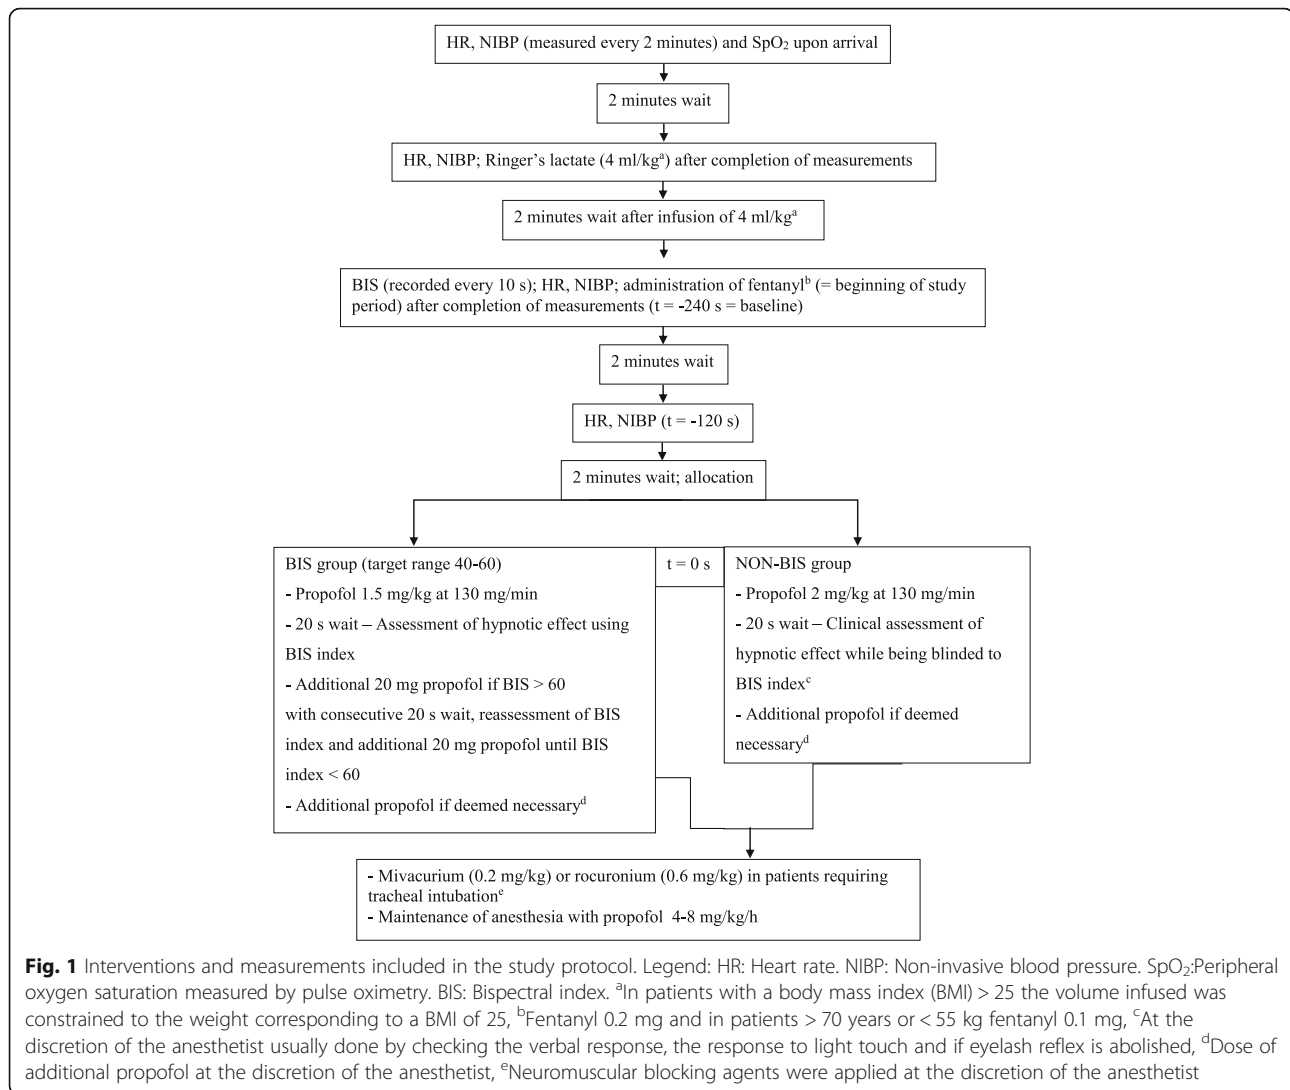 HR, NIBP (measured every 2 minutes) and SpO₂ upon arrival
2 minutes wait
HR, NIBP; Ringer's lactate (4 ml/kgᵃ) after completion of measurements
2 minutes wait after infusion of 4 ml/kgᵃ
BIS (recorded every 10 s); HR, NIBP; administration of fentanylᵇ (= beginning of study
period) after completion of measurements (t = -240 s = baseline)
2 minutes wait
HR, NIBP (t = -120 s)
2 minutes wait; allocation
BIS group (target range 40-60)
- Propofol 1.5 mg/kg at 130 mg/min
- 20 s wait – Assessment of hypnotic effect using
BIS index
- Additional 20 mg propofol if BIS > 60
with consecutive 20 s wait, reassessment of BIS
index and additional 20 mg propofol until BIS
index < 60
- Additional propofol if deemed necessaryᵈ
t = 0 s
NON-BIS group
- Propofol 2 mg/kg at 130 mg/min
- 20 s wait – Clinical assessment of
hypnotic effect while being blinded to
BIS indexᶜ
- Additional propofol if deemed
necessaryᵈ
- Mivacurium (0.2 mg/kg) or rocuronium (0.6 mg/kg) in patients requiring
tracheal intubationᵉ
- Maintenance of anesthesia with propofol 4-8 mg/kg/h
Fig. 1 Interventions and measurements included in the study protocol. Legend: HR: Heart rate. NIBP: Non-invasive blood pressure. SpO₂:Peripheral
oxygen saturation measured by pulse oximetry. BIS: Bispectral index. ᵃIn patients with a body mass index (BMI) > 25 the volume infused was
constrained to the weight corresponding to a BMI of 25, ᵇFentanyl 0.2 mg and in patients > 70 years or < 55 kg fentanyl 0.1 mg, ᶜAt the
discretion of the anesthetist usually done by checking the verbal response, the response to light touch and if eyelash reflex is abolished, ᵈDose of
additional propofol at the discretion of the anesthetist, ᵉNeuromuscular blocking agents were applied at the discretion of the anesthetist